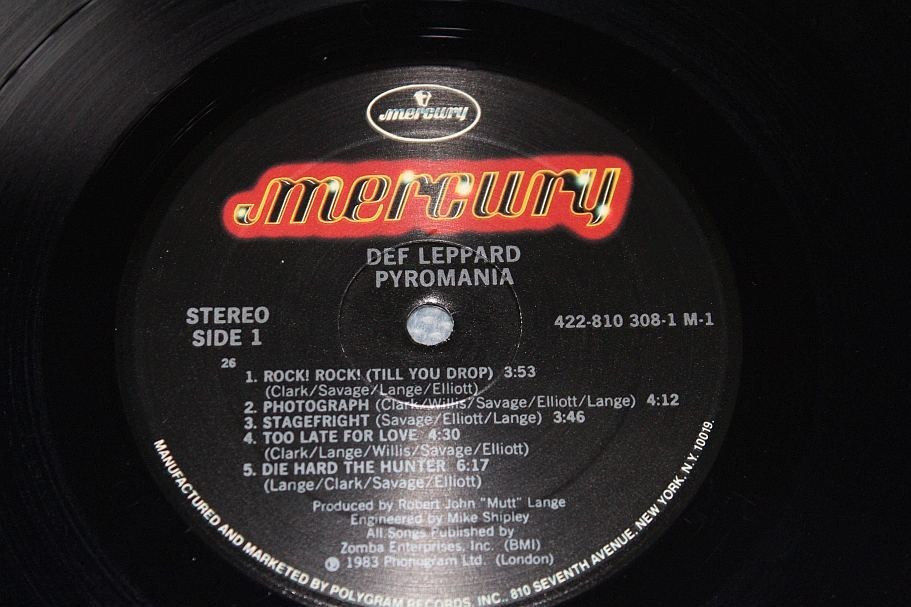 mercury
mercury
DEF LEPPARD
PYROMANIA
STEREO
SIDE 1
422-810 308-1 M-1
26
1. ROCK! ROCK! (TILL YOU DROP) 3:53
(Clark/Savage/Lange/Elliott)
2. PHOTOGRAPH (Clark/Willis/Savage/Elliott/Lange) 4:12
3. STAGEFRIGHT (Savage/Elliott/Lange) 3:46
4. TOO LATE FOR LOVE 4:30
(Clark/Lange/Willis/Savage/Elliott)
5. DIE HARD THE HUNTER 6:17
(Lange/Clark/Savage/Elliott)
Produced by Robert John "Mutt" Lange
Engineered by Mike Shipley
All Songs Published by
Zomba Enterprises, Inc. (BMI)
℗ 1983 Phonogram Ltd. (London)
MANUFACTURED AND MARKETED BY POLYGRAM RECORDS, INC., 810 SEVENTH AVENUE, NEW YORK, N.Y. 10019.